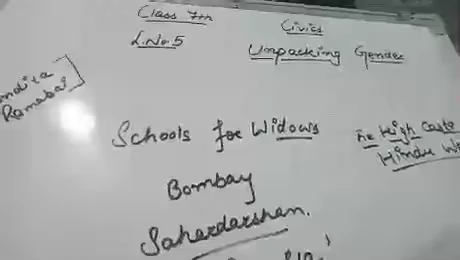 Class 7th
Civics
L.No.5
Unpacking Gender
Ramabai]
Schools for Widows
The High Caste
Hindu
Bombay
Sahardarshan.